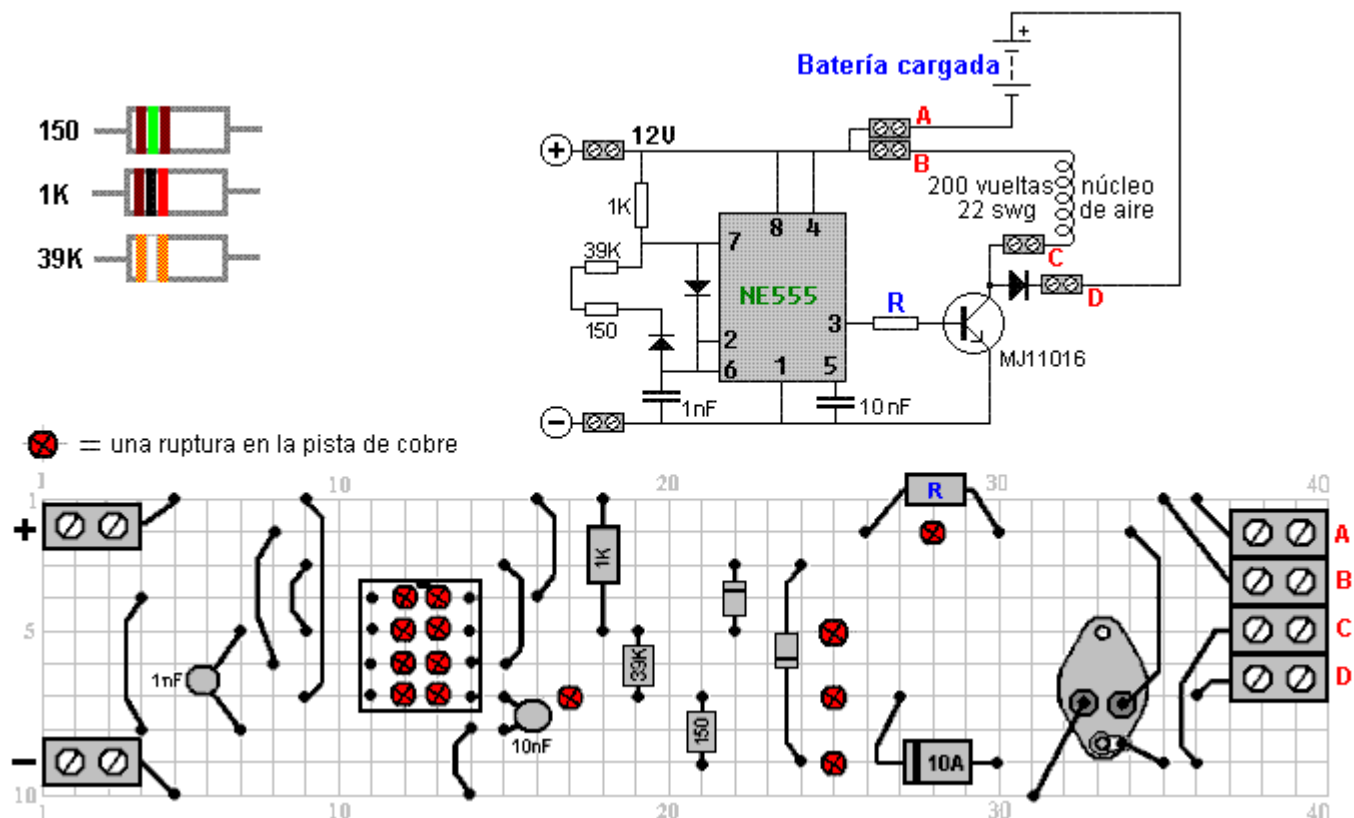 150
1K
39K
Batería cargada
+
A
B
12V
+
1K
39K
150
7
8
4
NE555
2
6
3
1
5
1nF
10nF
R
200 vueltas núcleo
22 swg de aire
C
D
MJ11016
−
= una ruptura en la pista de cobre
1 10 20 30 40
1
5
10
+
−
1nF
10nF
1K
39K
150
R
10A
A
B
C
D
1 10 20 30 40